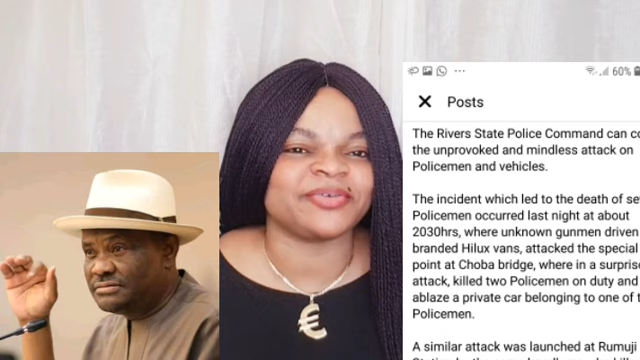 60%
Posts
The Rivers State Police Command can
the unprovoked and mindless attack on
Policemen and vehicles.
The incident which led to the death of
Policemen occurred last night at about
2030hrs, where unknown gunmen driven
branded Hilux vans, attacked the special
point at Choba bridge, where in a surprise
attack, killed two Policemen on duty and
ablaze a private car belonging to one of
Policemen.
A similar attack was launched at Rumuji
€